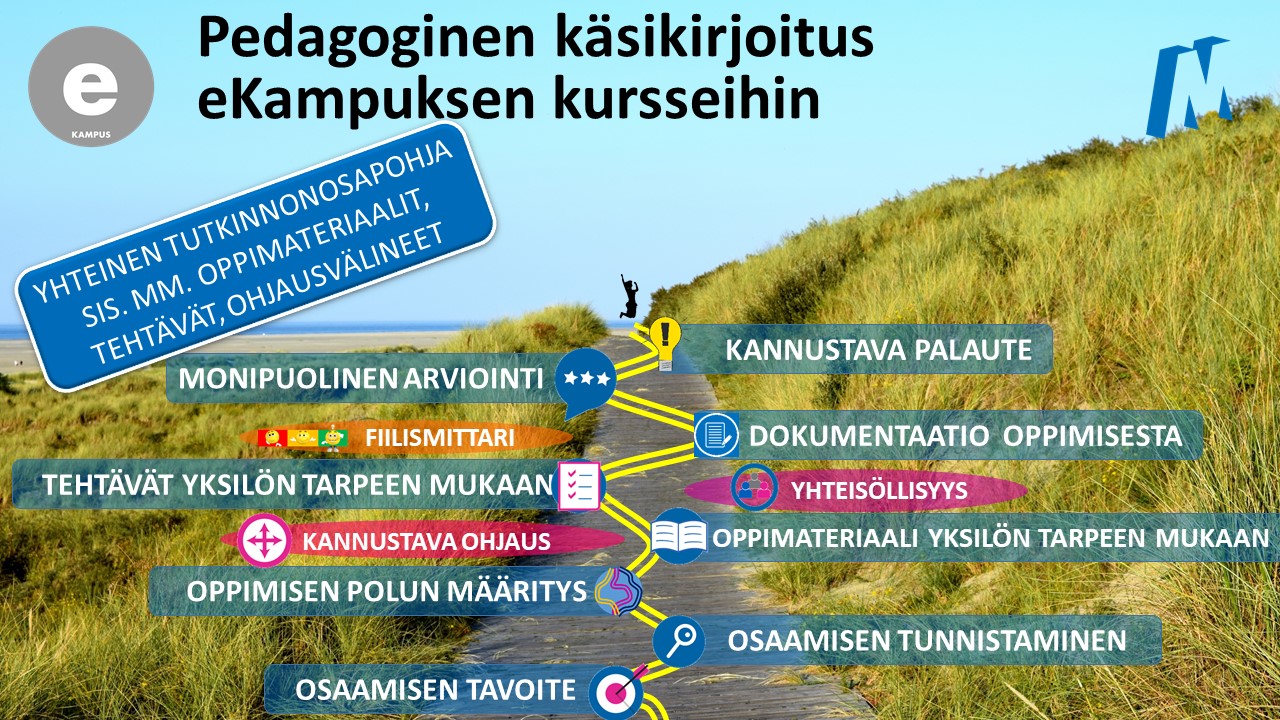 Pedagoginen käsikirjoitus
eKampuksen kursseihin
e
KAMPUS
YHTEINEN TUTKINNONOSAPOHJA
SIS. MM. OPPIMATERIAALIT,
TEHTÄVÄT, OHJAUSVÄLINEET
KANNUSTAVA PALAUTE
MONIPUOLINEN ARVIOINTI
FIILISMITTARI
DOKUMENTAATIO OPPIMISESTA
TEHTÄVÄT YKSILÖN TARPEEN MUKAAN
YHTEISÖLLISYYS
KANNUSTAVA OHJAUS
OPPIMATERIAALI YKSILÖN TARPEEN MUKAAN
OPPIMISEN POLUN MÄÄRITYS
OSAAMISEN TUNNISTAMINEN
OSAAMISEN TAVOITE